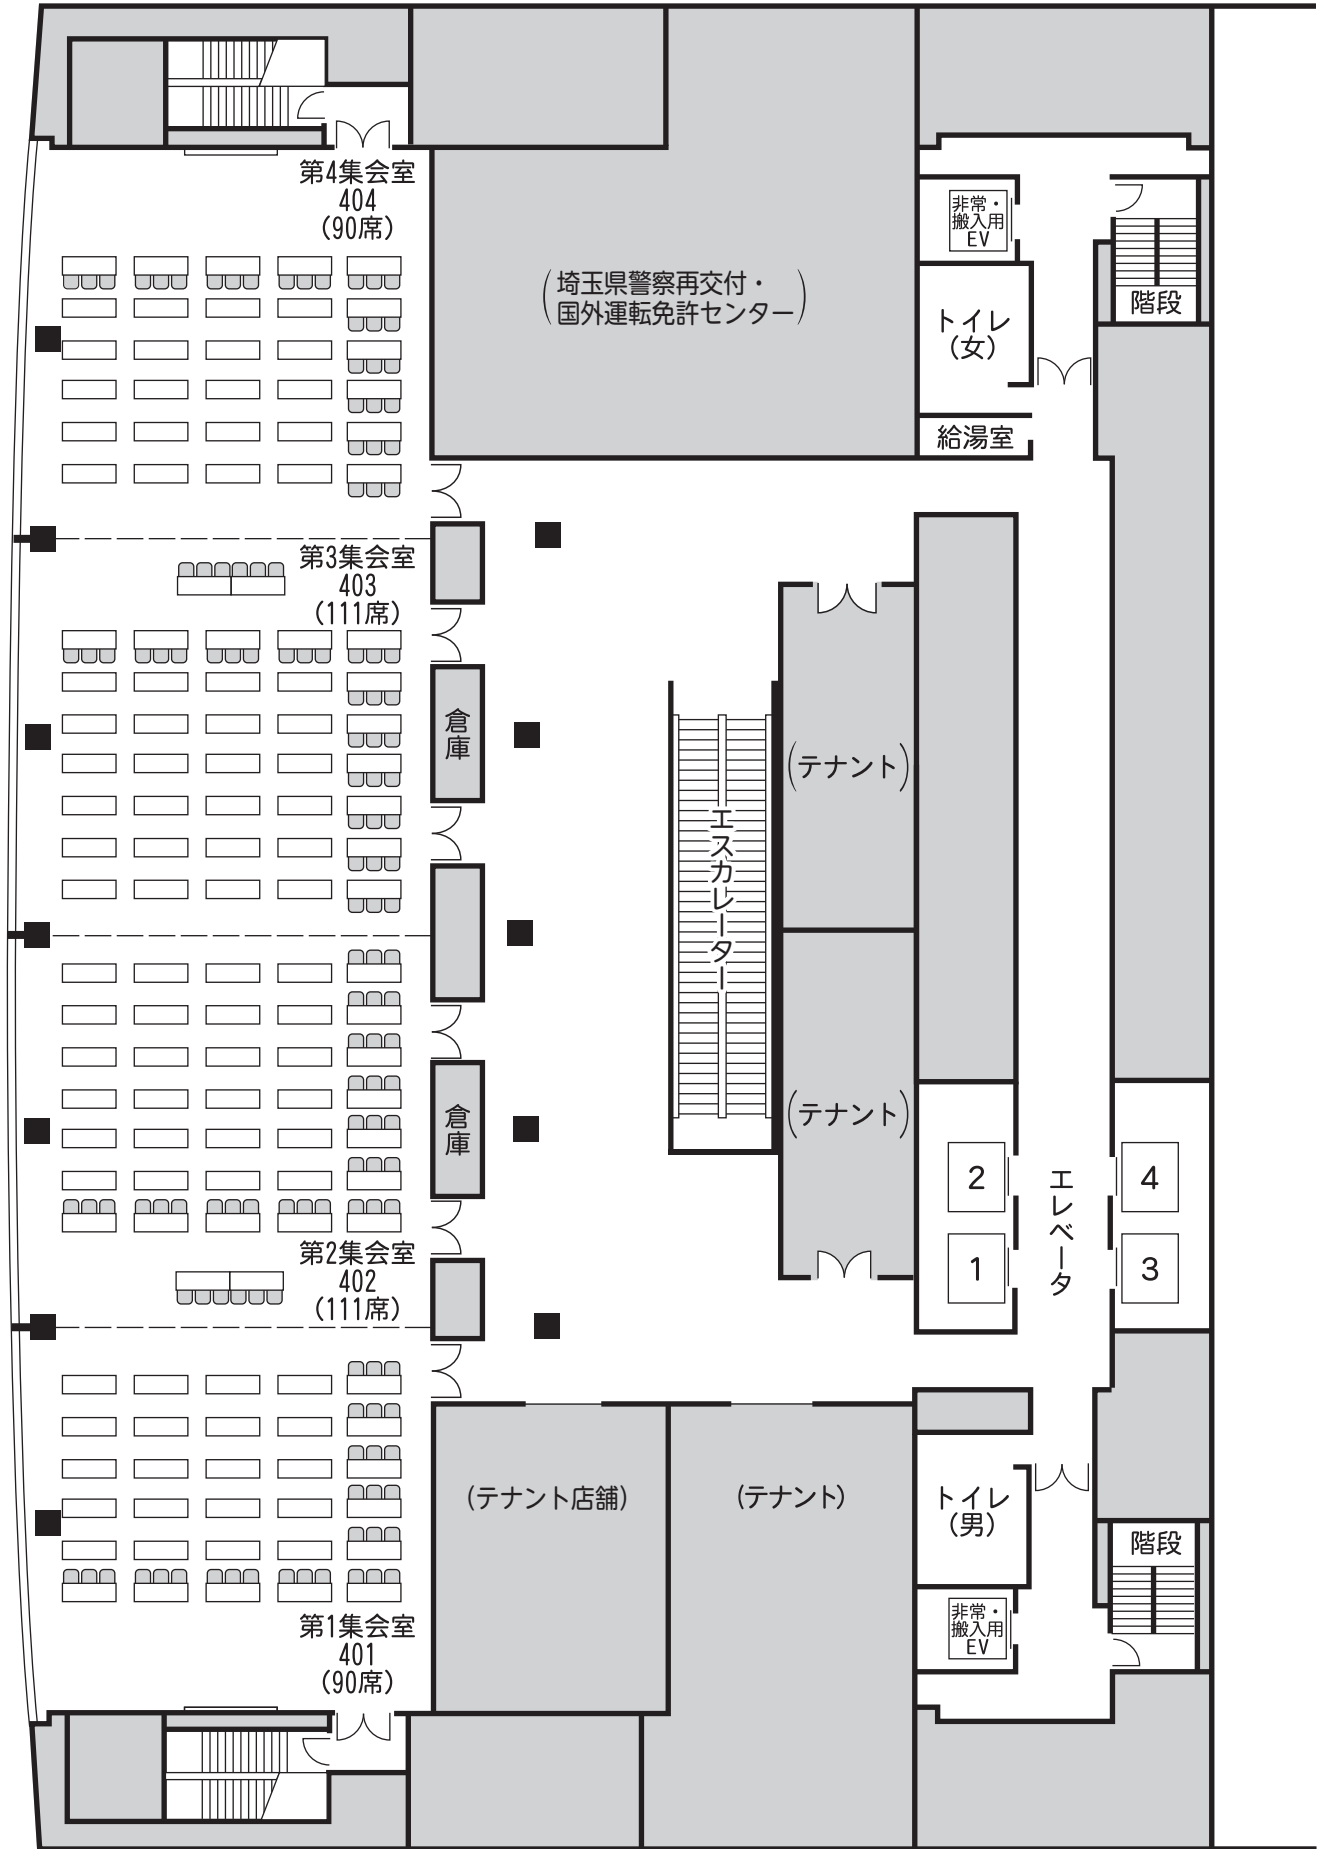 第4集会室
404
(90席)
非常・
搬入用
EV
階段
(埼玉県警察再交付・
国外運転免許センター)
トイレ
(女)
給湯室
第3集会室
403
(111席)
倉庫
(テナント)
エスカレーター
倉庫
(テナント)
2
エレベータ
4
1
3
第2集会室
402
(111席)
(テナント店舗)
(テナント)
トイレ
(男)
階段
非常・
搬入用
EV
第1集会室
401
(90席)